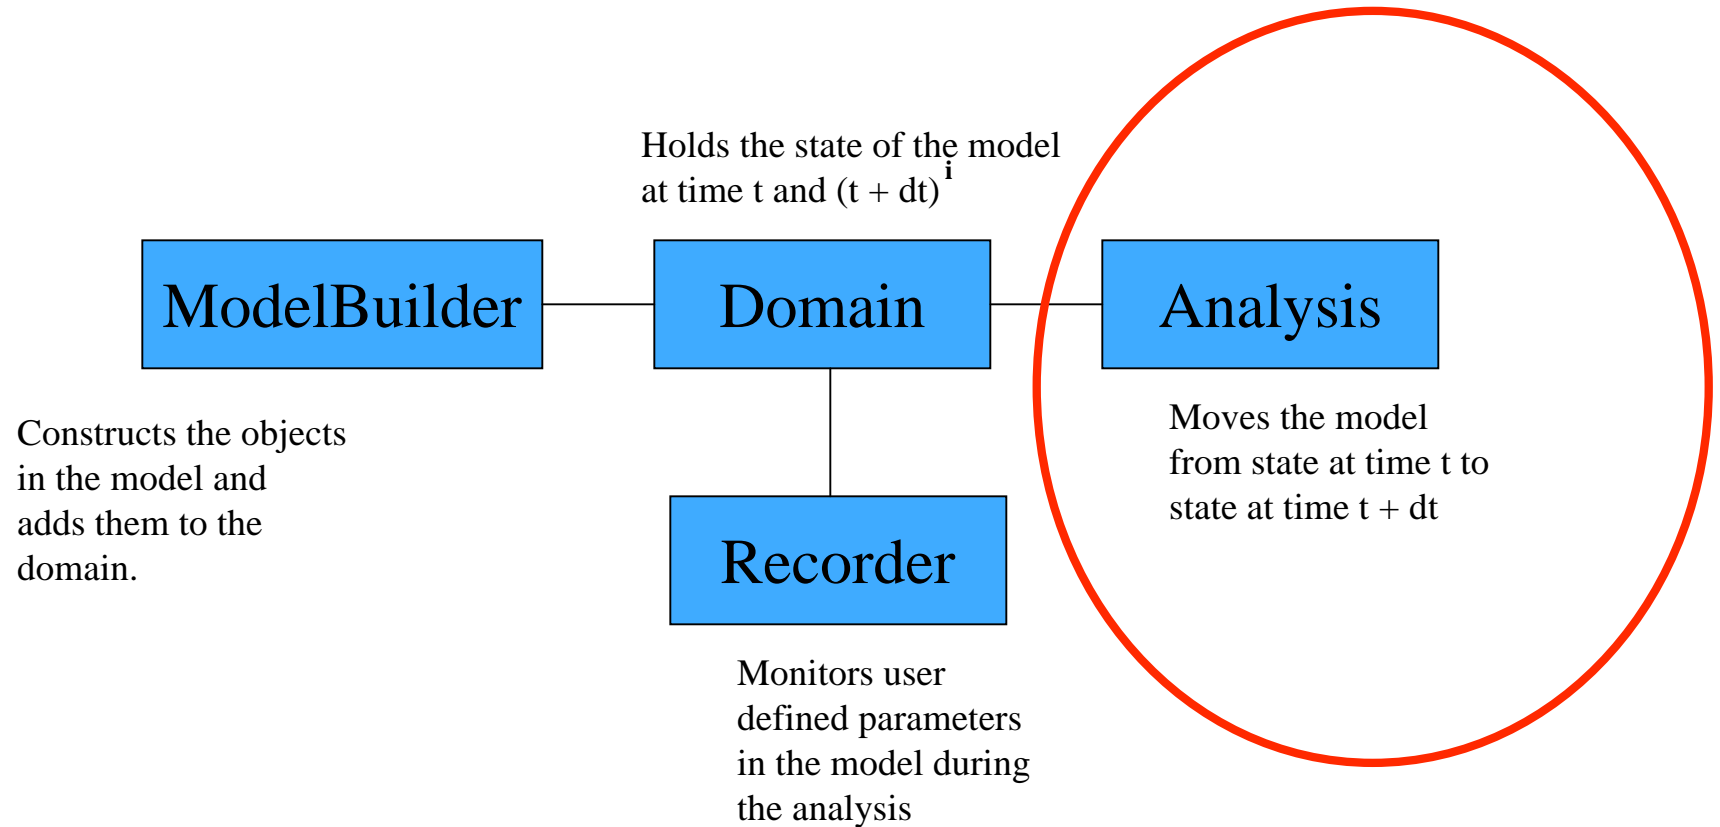 Holds the state of the model
at time t and (t + dt)^i
ModelBuilder
Domain
Analysis
Constructs the objects
in the model and
adds them to the
domain.
Moves the model
from state at time t to
state at time t + dt
Recorder
Monitors user
defined parameters
in the model during
the analysis